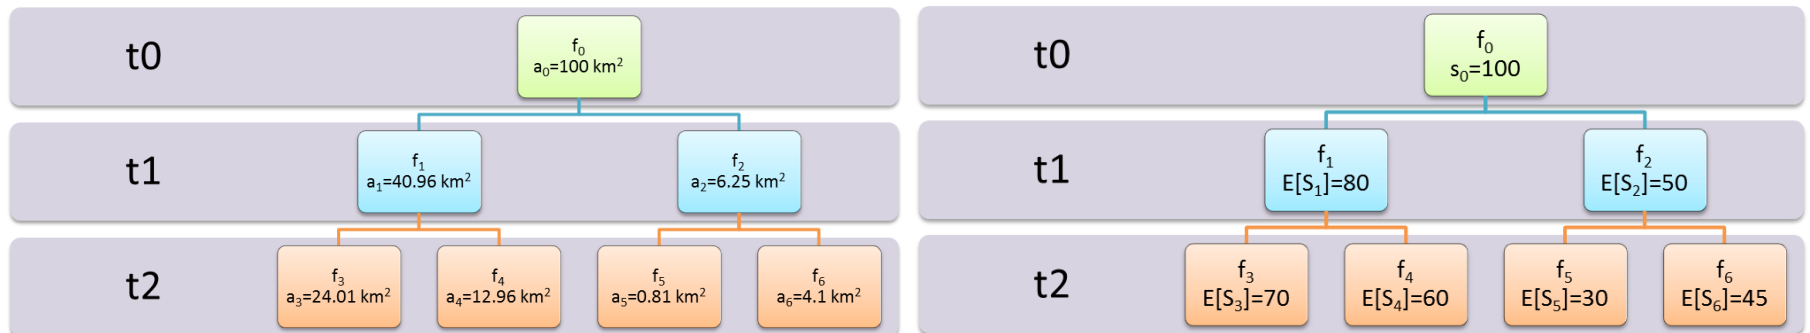 t0
f₀
a₀=100 km²
t1
f₁
a₁=40.96 km²
f₂
a₂=6.25 km²
t2
f₃
a₃=24.01 km²
f₄
a₄=12.96 km²
f₅
a₅=0.81 km²
f₆
a₆=4.1 km²
t0
f₀
s₀=100
t1
f₁
E[S₁]=80
f₂
E[S₂]=50
t2
f₃
E[S₃]=70
f₄
E[S₄]=60
f₅
E[S₅]=30
f₆
E[S₆]=45